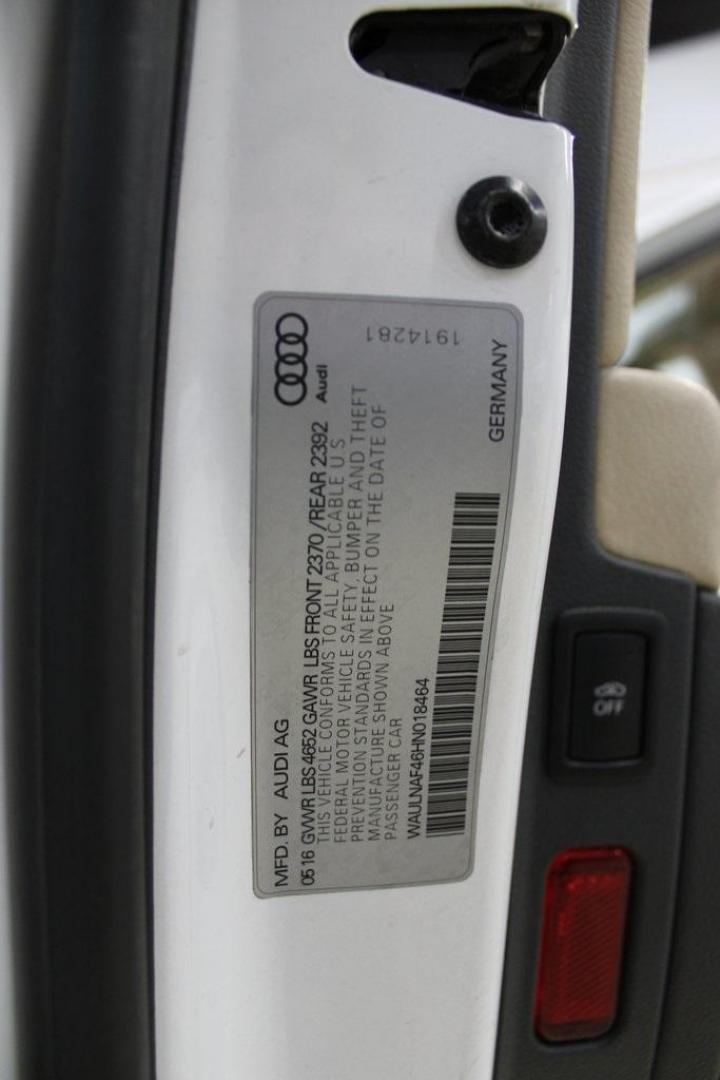 Audi
MFD. BY AUDI AG
05 16 GVWR LBS 4652 GAWR LBS FRONT 2370 /REAR 2392
THIS VEHICLE CONFORMS TO ALL APPLICABLE U S
FEDERAL MOTOR VEHICLE SAFETY, BUMPER AND THEFT
PREVENTION STANDARDS IN EFFECT ON THE DATE OF
MANUFACTURE SHOWN ABOVE
PASSENGER CAR
WAULNAF46HN018464
1914281
GERMANY
OFF